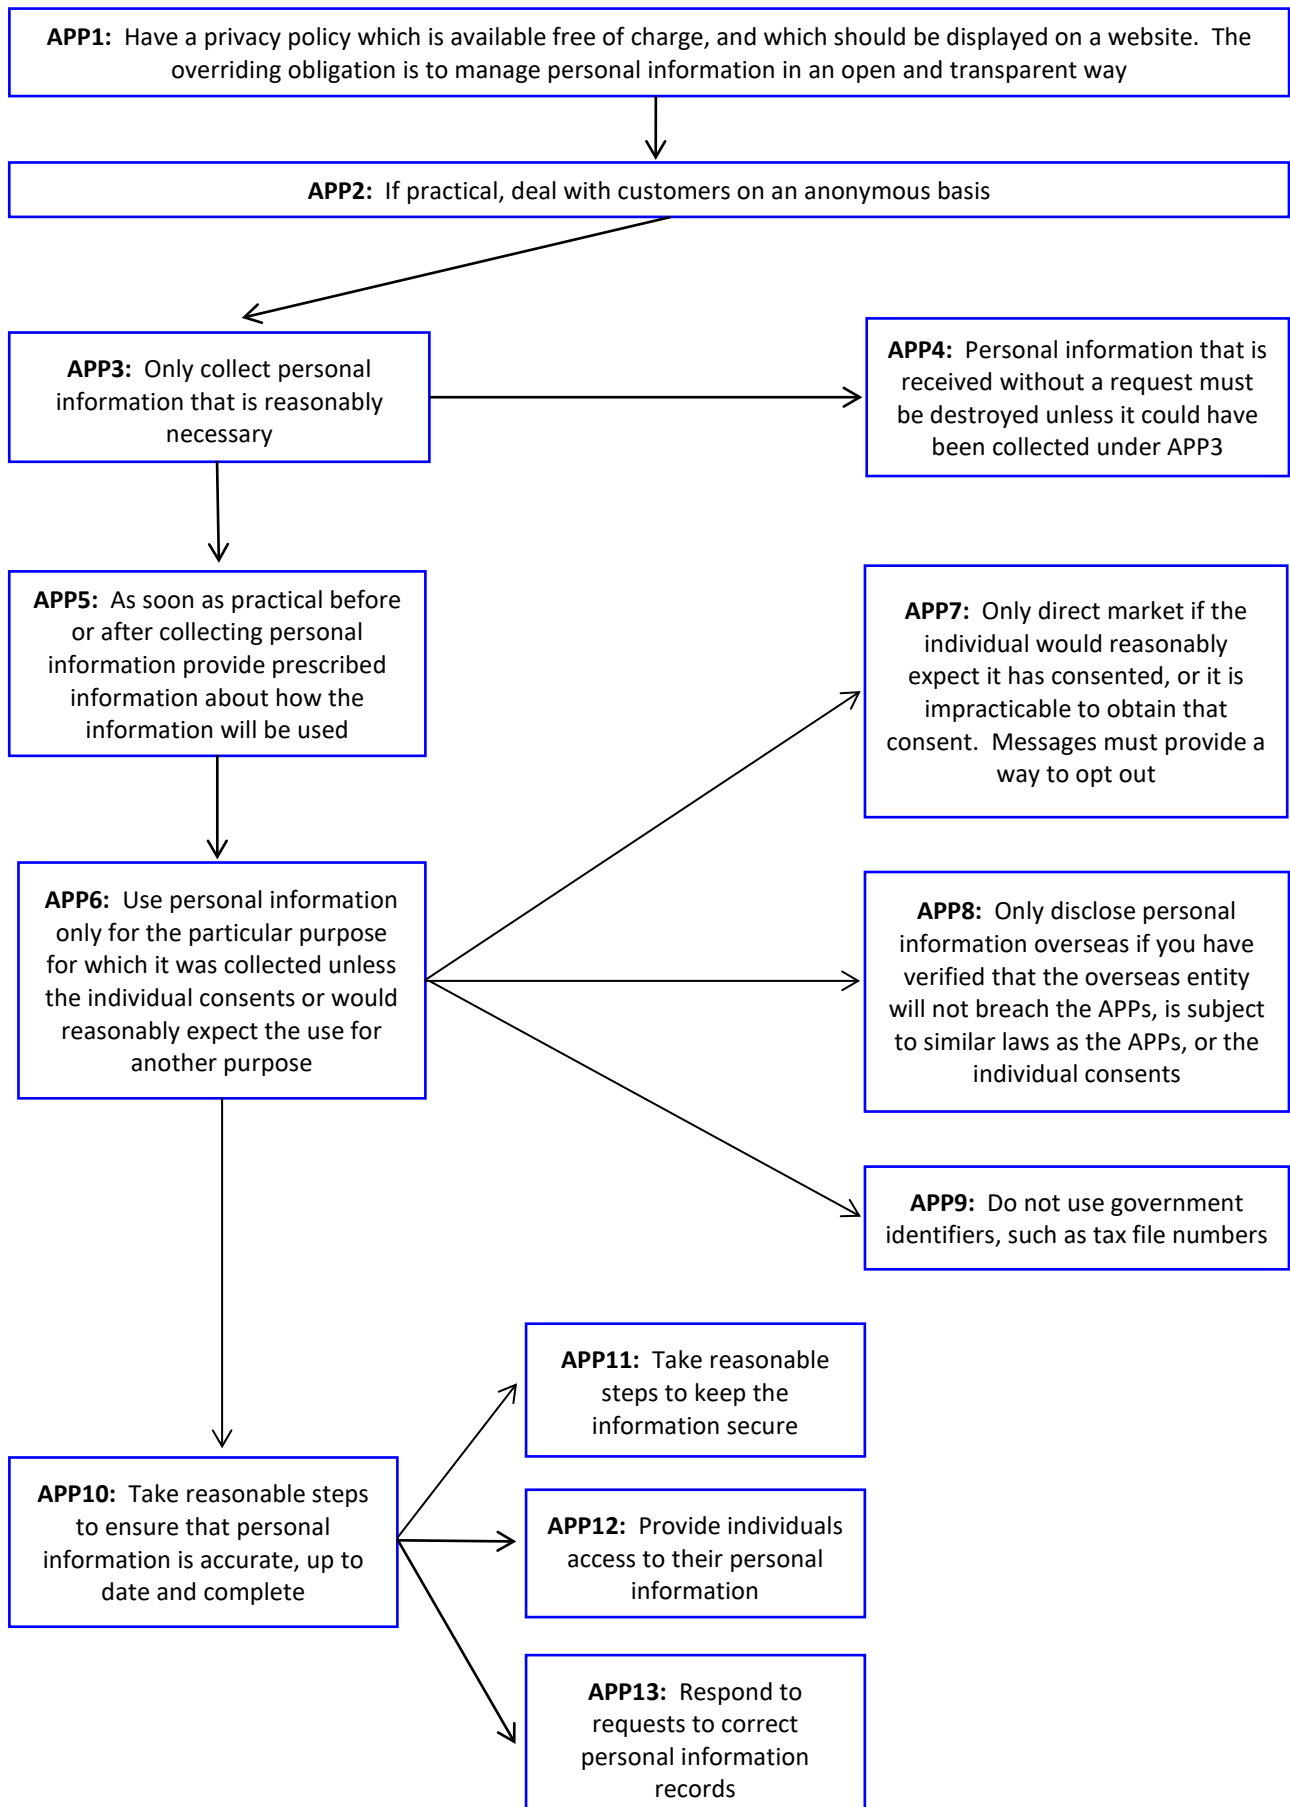 APP1: Have a privacy policy which is available free of charge, and which should be displayed on a website. The
overriding obligation is to manage personal information in an open and transparent way
APP2: If practical, deal with customers on an anonymous basis
APP3: Only collect personal
information that is reasonably
necessary
APP4: Personal information that is
received without a request must
be destroyed unless it could have
been collected under APP3
APP5: As soon as practical before
or after collecting personal
information provide prescribed
information about how the
information will be used
APP7: Only direct market if the
individual would reasonably
expect it has consented, or it is
impracticable to obtain that
consent. Messages must provide a
way to opt out
APP6: Use personal information
only for the particular purpose
for which it was collected unless
the individual consents or would
reasonably expect the use for
another purpose
APP8: Only disclose personal
information overseas if you have
verified that the overseas entity
will not breach the APPs, is subject
to similar laws as the APPs, or the
individual consents
APP9: Do not use government
identifiers, such as tax file numbers
APP11: Take reasonable
steps to keep the
information secure
APP10: Take reasonable steps
to ensure that personal
information is accurate, up to
date and complete
APP12: Provide individuals
access to their personal
information
APP13: Respond to
requests to correct
personal information
records